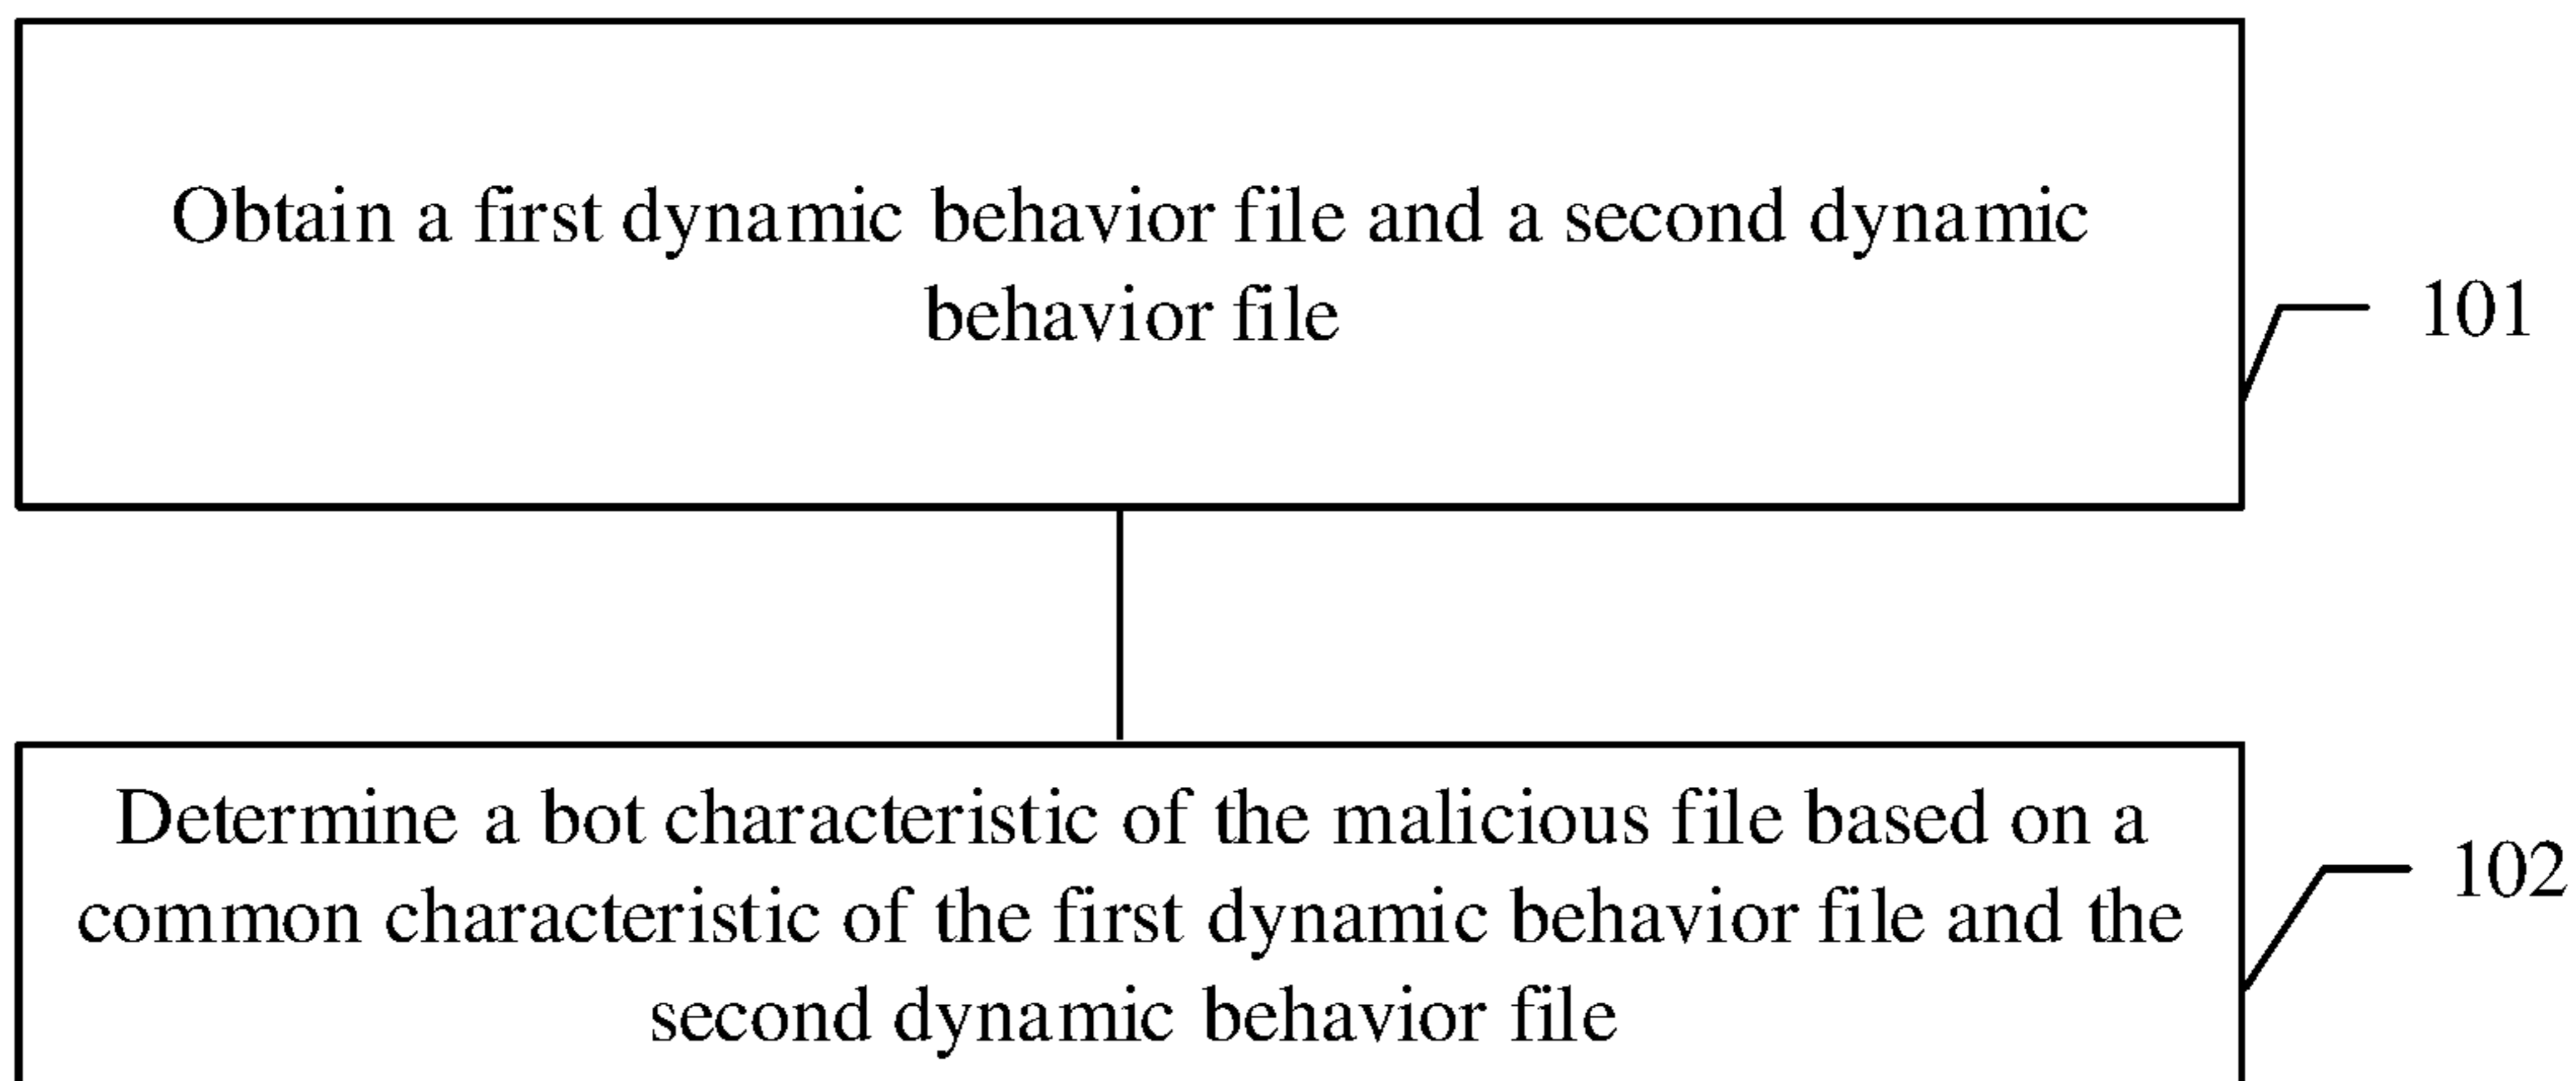 Obtain a first dynamic behavior file and a second dynamic
behavior file
101
Determine a bot characteristic of the malicious file based on a
common characteristic of the first dynamic behavior file and the
second dynamic behavior file
102